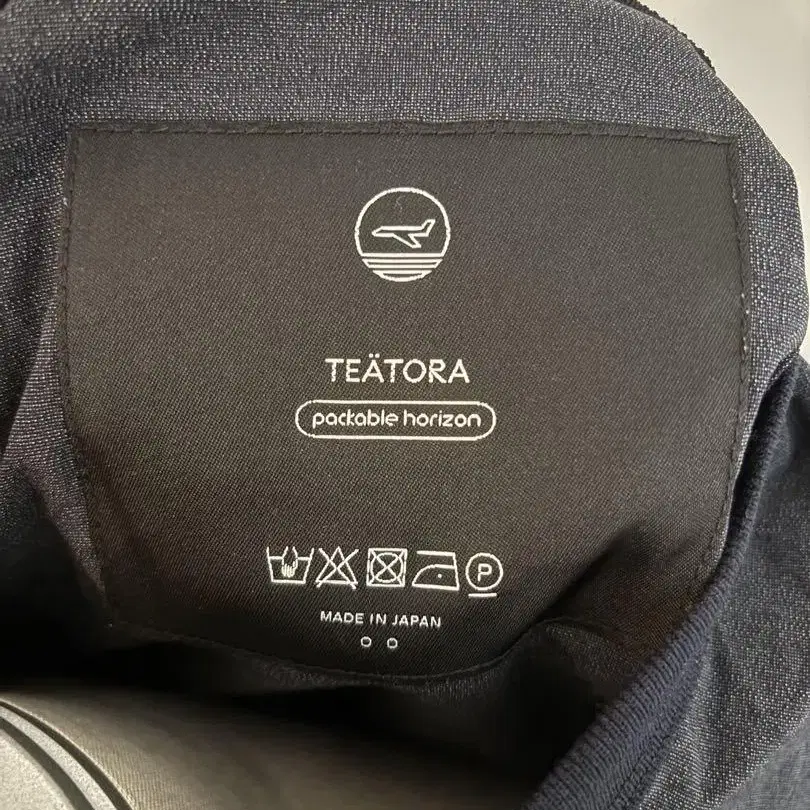 TEÄTORA
packable horizon
P
MADE IN JAPAN